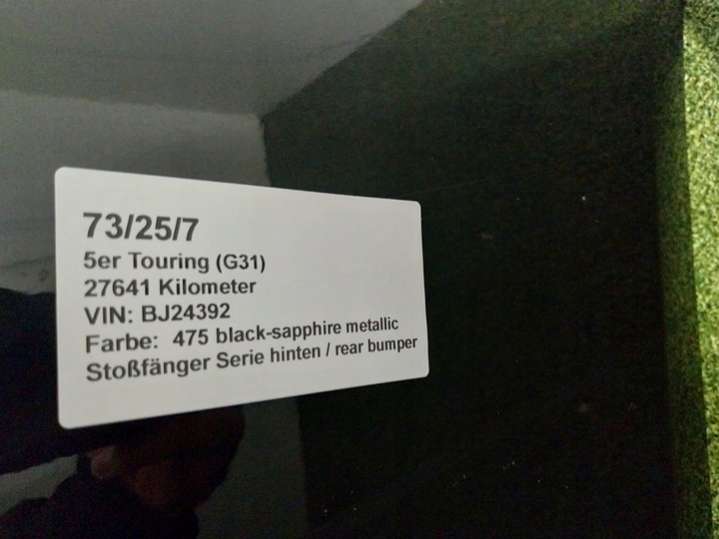 73/25/7
5er Touring (G31)
27641 Kilometer
VIN: BJ24392
Farbe: 475 black-sapphire metallic
Stoßfänger Serie hinten / rear bumper